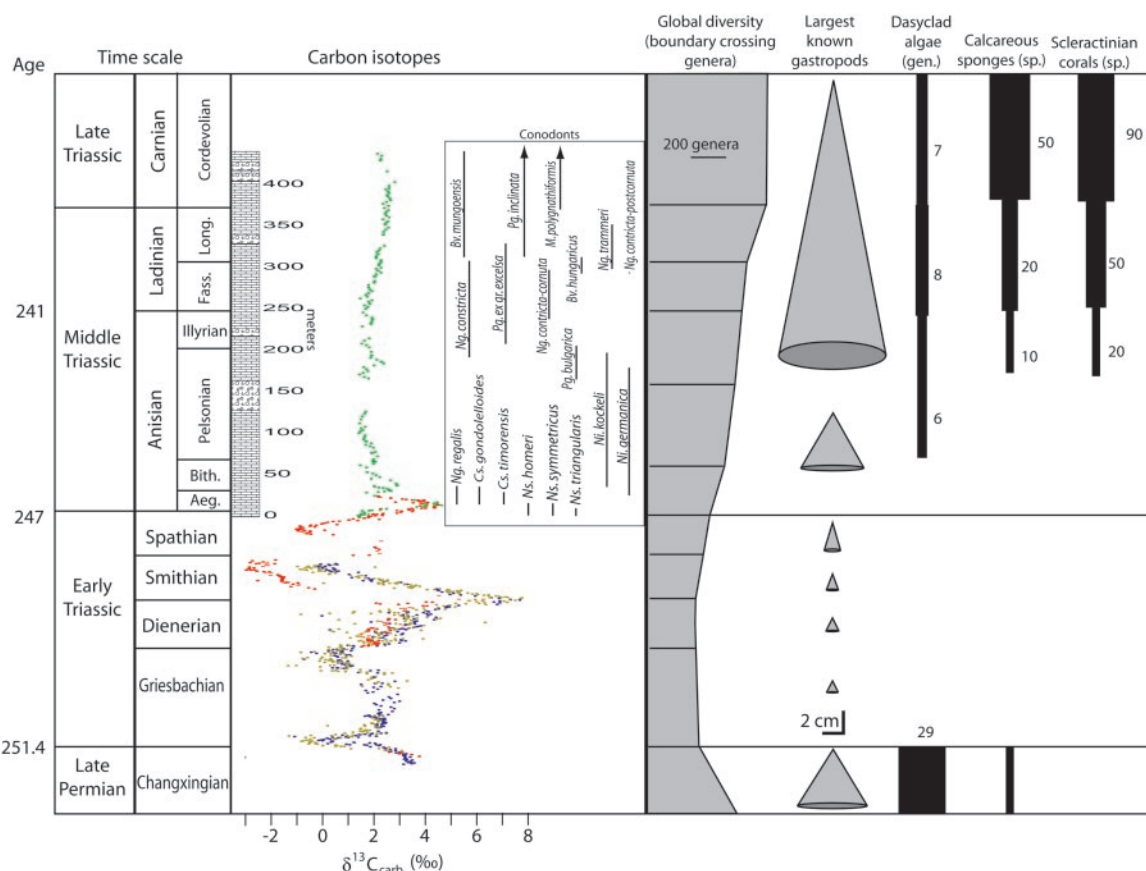 Global diversity
(boundary crossing
genera)
Largest
known
gastropods
Dasyclad
algae
(gen.)
Calcareous
sponges (sp.)
Scleractinian
corals (sp.)
Age
Time scale
Carbon isotopes
Late
Triassic
Carnian
Cordevolian
Middle
Triassic
Ladinian
Long.
Fass.
241
Anisian
Illyrian
Pelsonian
Bith.
Aeg.
247
Early
Triassic
Spathian
Smithian
Dienerian
Griesbachian
251.4
Late
Permian
Changxingian
400
350
300
250
200
150
100
50
0
meters
Conodonts
Bv. mungoensis
Pg. inclinata
M. polygnathiformis
Ng. trammeri
Ng. contricta-postcornuta
Ng. constricta
Pg. ex gr. excelsa
Ng. contricta-cornuta
Bv. hungaricus
Pg. bulgarica
Ni. kockeli
Ni. germanica
Ng. regalis
Cs. gondolelloides
Cs. timorensis
Ns. homeri
Ns. symmetricus
Ns. triangularis
200 genera
7
50
90
8
20
50
10
20
6
2 cm
29
-2 0 2 4 6 8
δ13Ccarb (‰)